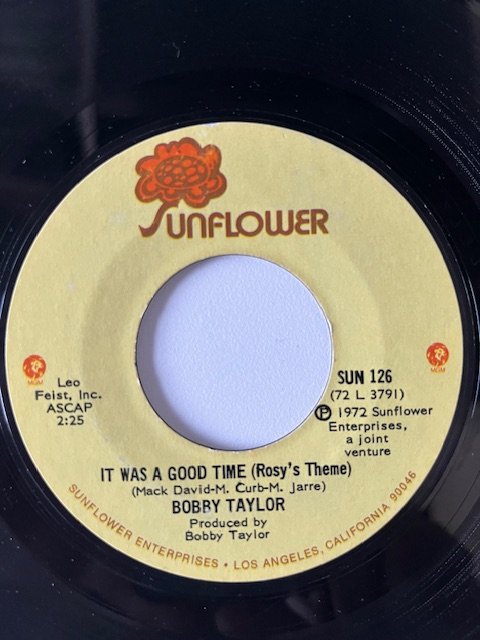 SUNFLOWER
MGM
MGM
Leo
Feist, Inc.
ASCAP
2:25
SUN 126
(72 L 3791)
Ⓟ 1972 Sunflower
Enterprises,
a joint
venture
IT WAS A GOOD TIME (Rosy's Theme)
(Mack David-M. Curb-M. Jarre)
BOBBY TAYLOR
Produced by
Bobby Taylor
SUNFLOWER ENTERPRISES • LOS ANGELES, CALIFORNIA 90046